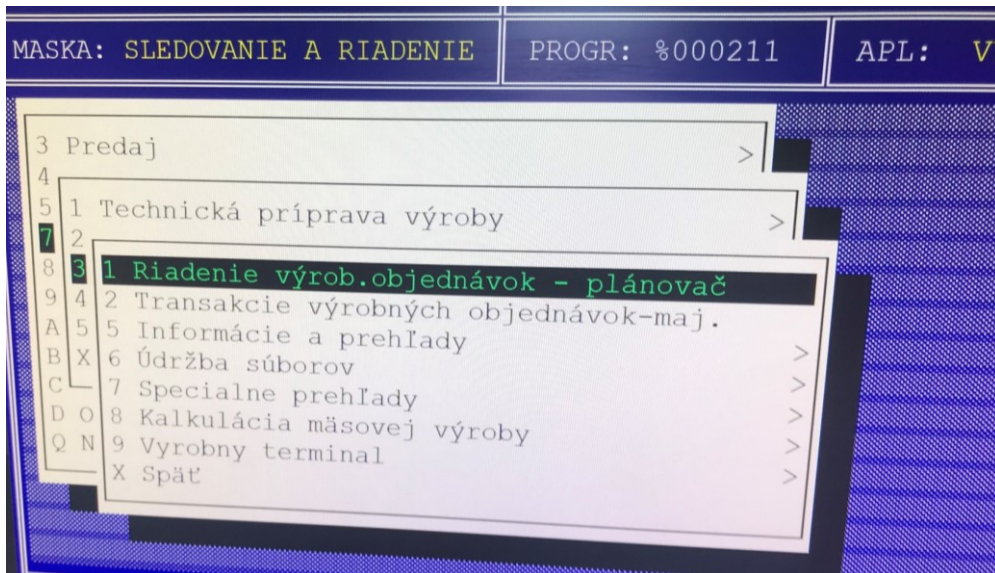 MASKA: SLEDOVANIE A RIADENIE PROGR: %000211 APL: V
3 Predaj >
4
5 1 Technická príprava výroby >
7 2
8 3 1 Riadenie výrob.objednávok - plánovač
9 4 2 Transakcie výrobných objednávok-maj.
A 5 5 Informácie a prehľady >
B X 6 Údržba súborov >
C 7 Specialne prehľady >
D O 8 Kalkulácia mäsovej výroby >
Q N 9 Vyrobny terminal >
X Späť